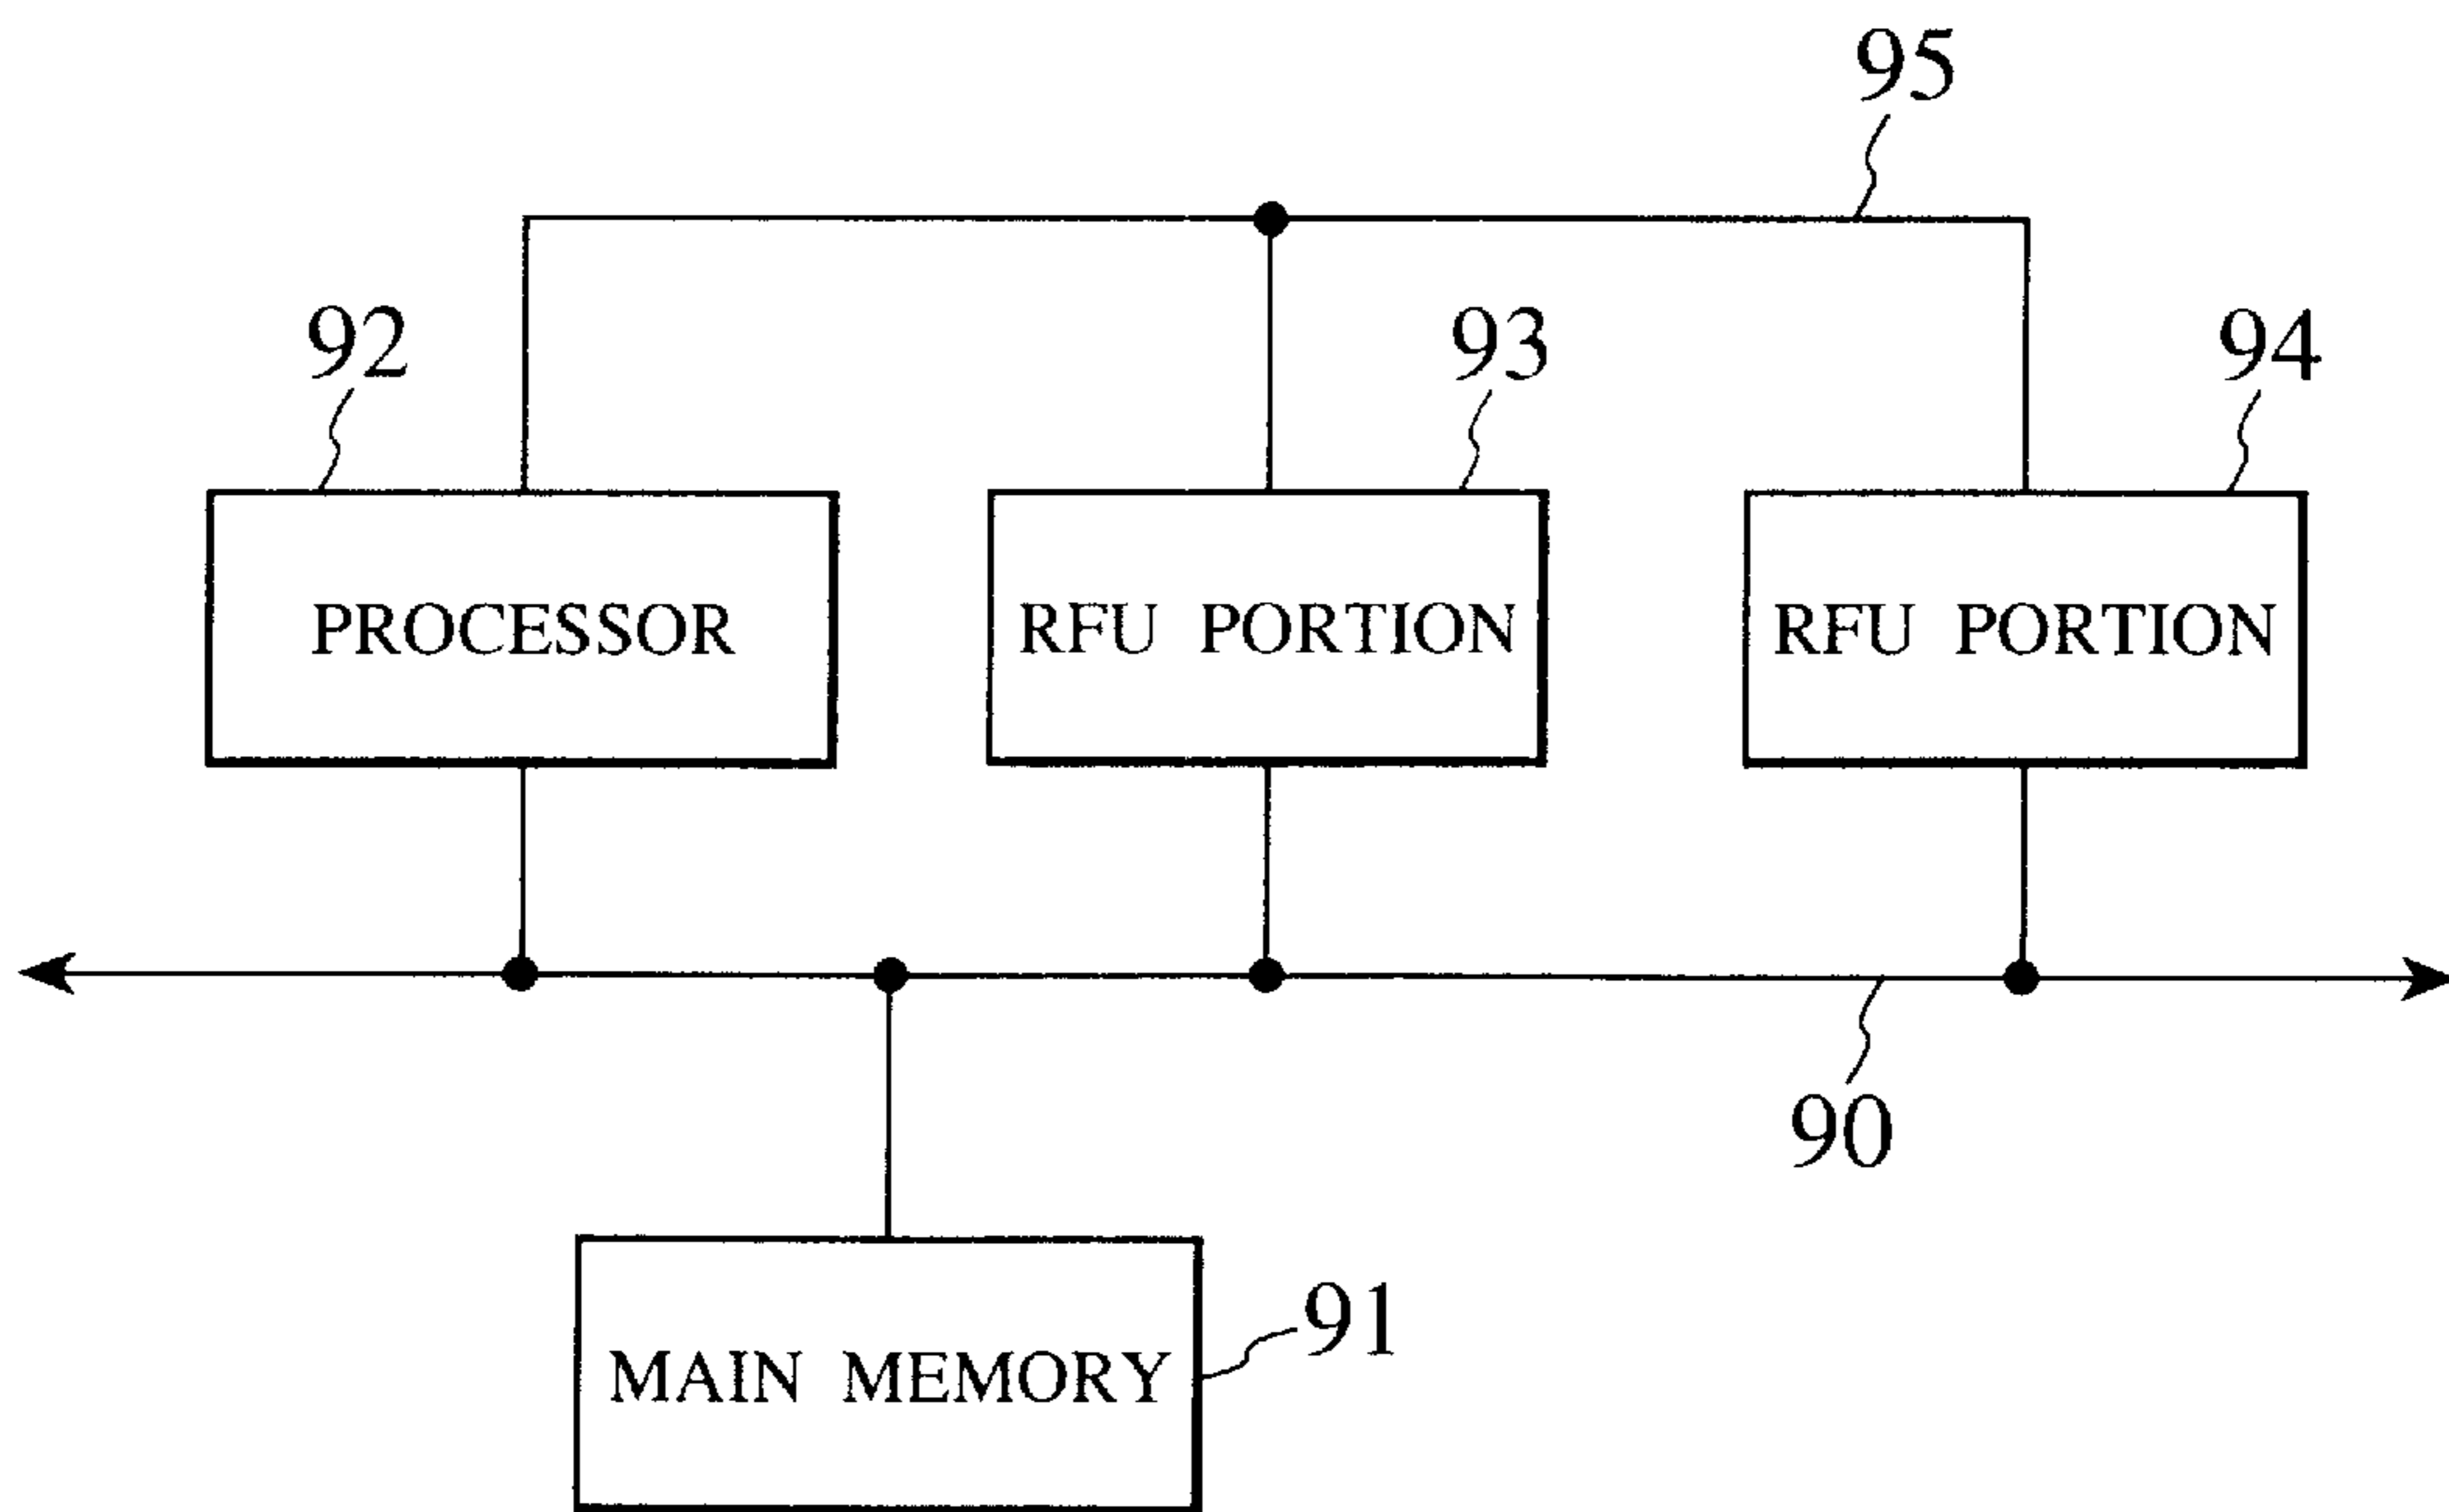 95
92
93
94
PROCESSOR
RFU PORTION
RFU PORTION
90
91
MAIN MEMORY